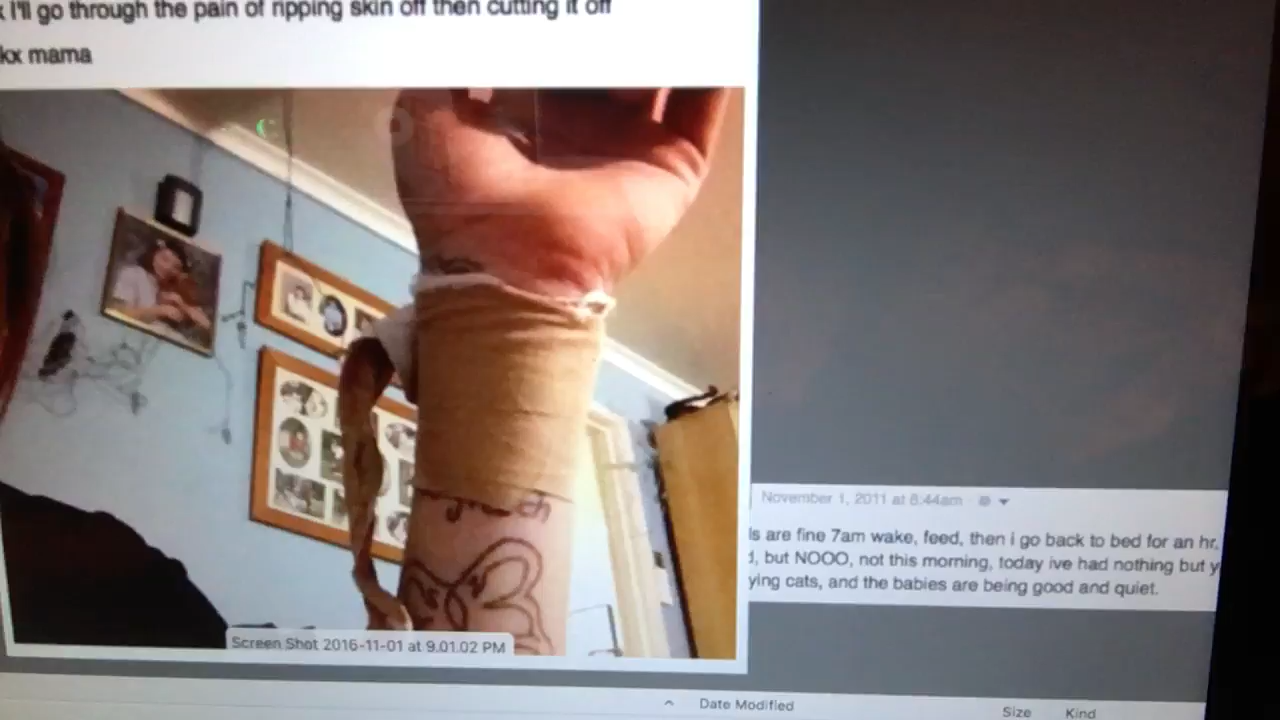 I'll go through the pain of ripping skin off then cutting it off
kx mama
November 1, 2011 at 8:44am
ls are fine 7am wake, feed, then i go back to bed for an hr,
, but NOOO, not this morning, today ive had nothing but y
ying cats, and the babies are being good and quiet.
Screen Shot 2016-11-01 at 9.01.02 PM
Date Modified
Size
Kind